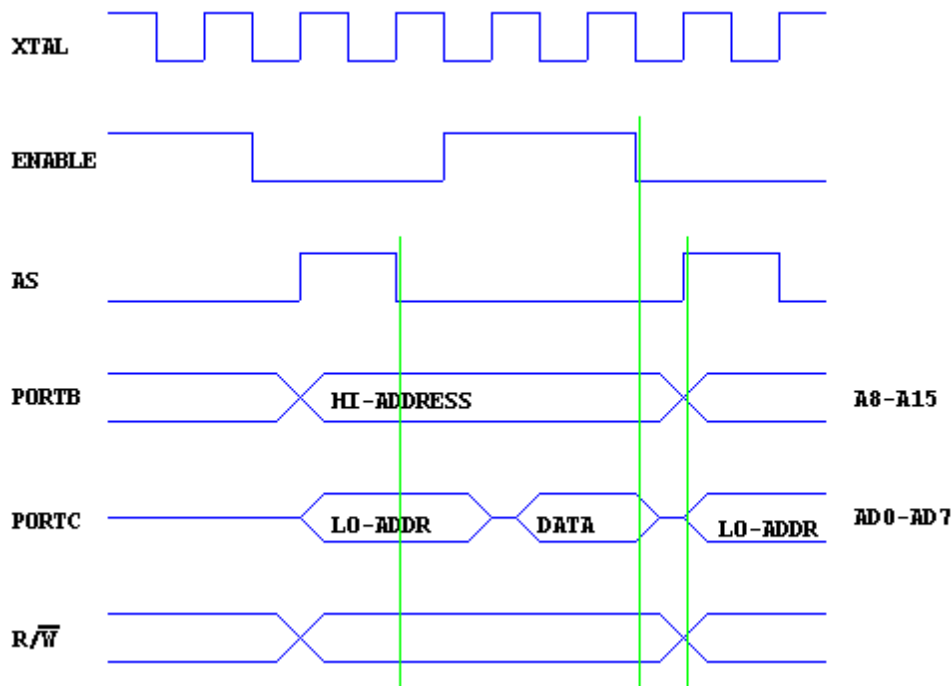 XTAL
ENABLE
AS
PORTB HI-ADDRESS A8-A15
PORTC LO-ADDR DATA LO-ADDR AD0-AD7
R/W̅